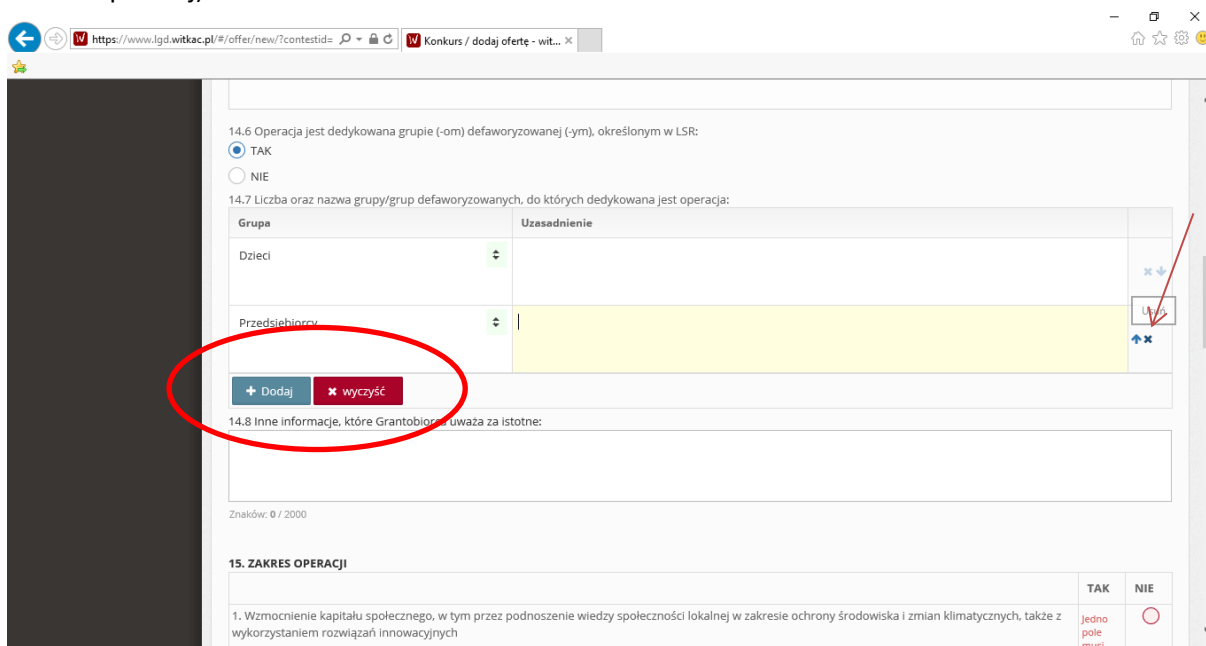 https://www.lgd.witkac.pl/#/offer/new/?contestid=
Konkurs / dodaj ofertę - wit...
14.6 Operacja jest dedykowana grupie (-om) defaworyzowanej (-ym), określonym w LSR:
TAK
NIE
14.7 Liczba oraz nazwa grupy/grup defaworyzowanych, do których dedykowana jest operacja:
Grupa Uzasadnienie
Dzieci
Usuń
Przedsiębiorcy
+ Dodaj × wyczyść
14.8 Inne informacje, które Grantobiorca uważa za istotne:
Znaków: 0 / 2000
15. ZAKRES OPERACJI
TAK NIE
1. Wzmocnienie kapitału społecznego, w tym przez podnoszenie wiedzy społeczności lokalnej w zakresie ochrony środowiska i zmian klimatycznych, także z
wykorzystaniem rozwiązań innowacyjnych
Jedno
pole
musi